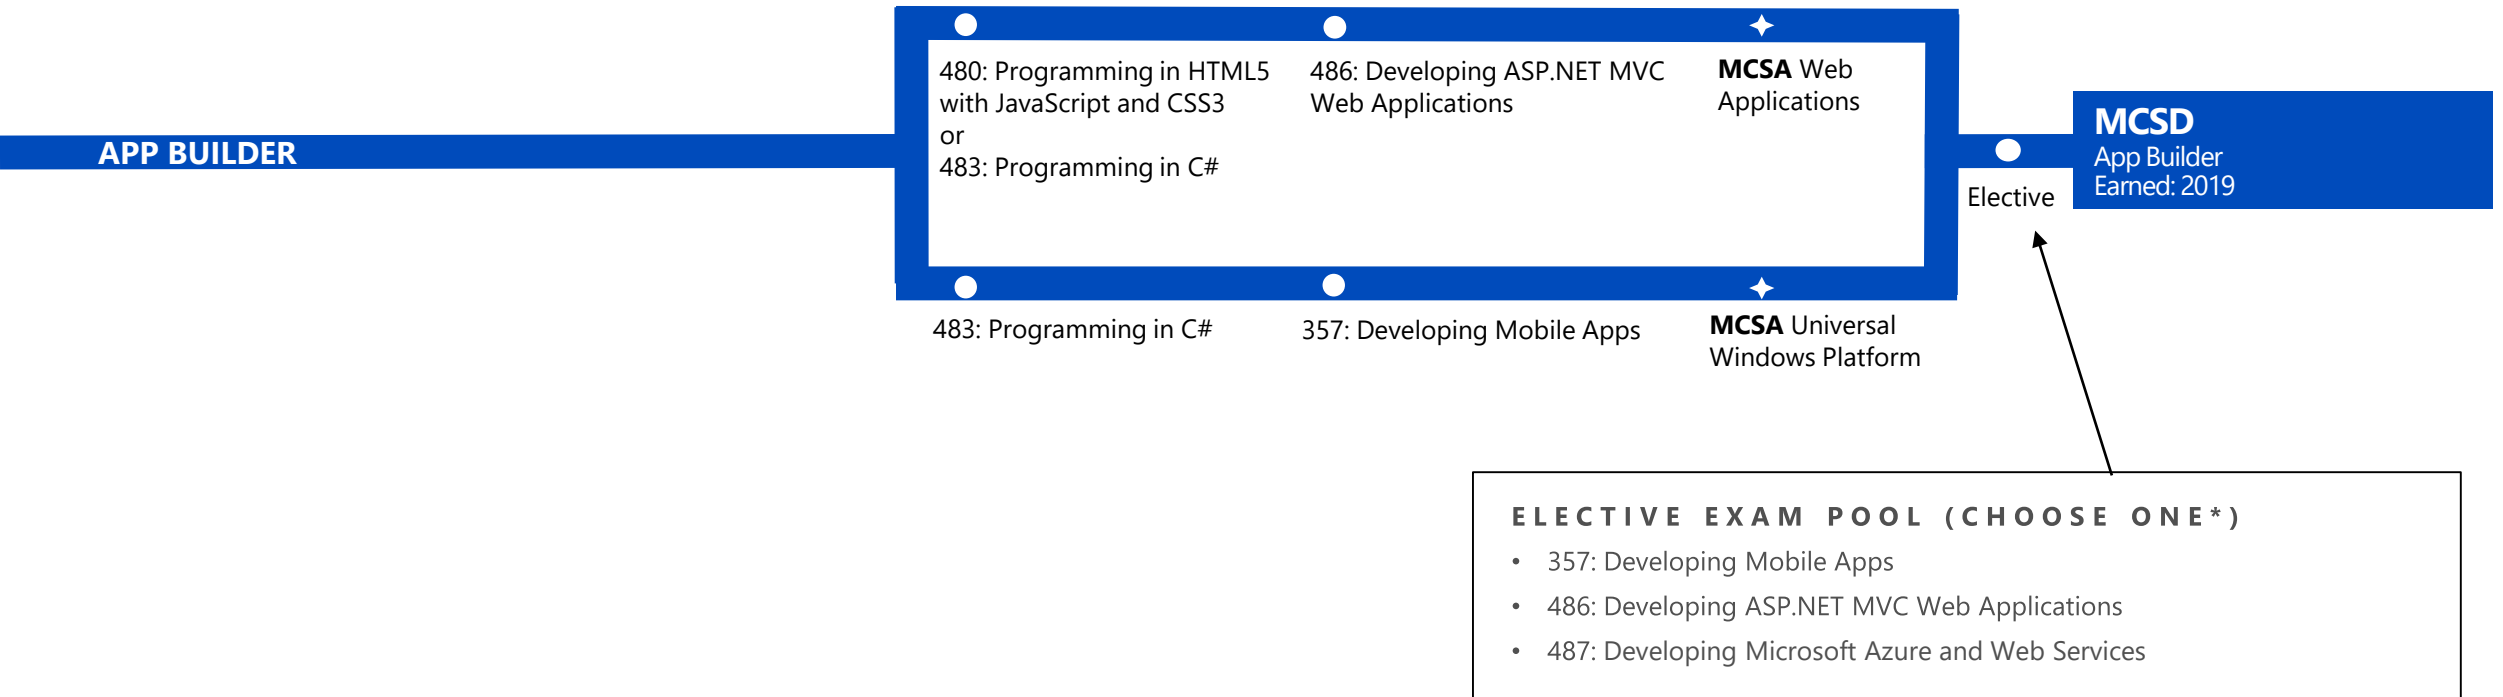 APP BUILDER
480: Programming in HTML5
with JavaScript and CSS3
or
483: Programming in C#
486: Developing ASP.NET MVC
Web Applications
MCSA Web
Applications
483: Programming in C#
357: Developing Mobile Apps
MCSA Universal
Windows Platform
Elective
MCSD
App Builder
Earned: 2019
ELECTIVE EXAM POOL (CHOOSE ONE*)
• 357: Developing Mobile Apps
• 486: Developing ASP.NET MVC Web Applications
• 487: Developing Microsoft Azure and Web Services